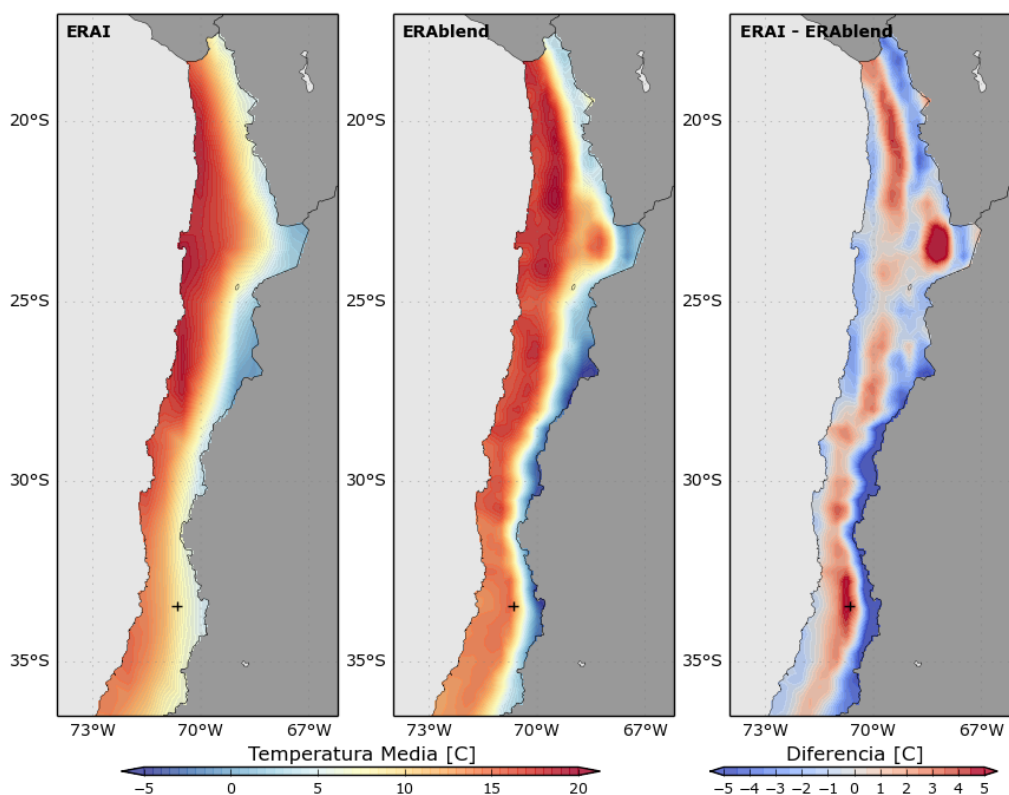 ERAI
ERAblend
ERAI - ERAblend
20°S
20°S
20°S
25°S
25°S
25°S
30°S
30°S
30°S
35°S
35°S
35°S
73°W 70°W 67°W
73°W 70°W 67°W
73°W 70°W 67°W
Temperatura Media [C]
−5 0 5 10 15 20
Diferencia [C]
−5 −4 −3 −2 −1 0 1 2 3 4 5